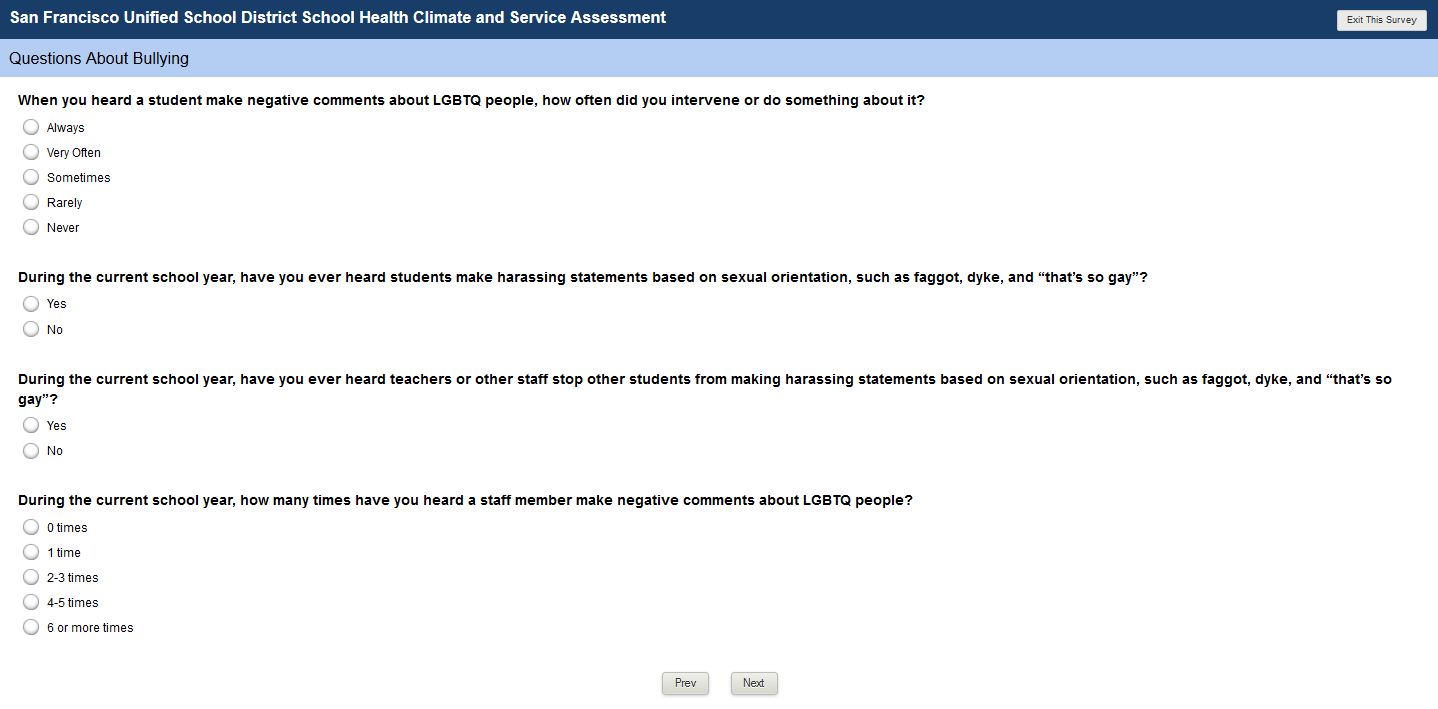 San Francisco Unified School District School Health Climate and Service Assessment
Exit This Survey
Questions About Bullying
When you heard a student make negative comments about LGBTQ people, how often did you intervene or do something about it?
Always
Very Often
Sometimes
Rarely
Never
During the current school year, have you ever heard students make harassing statements based on sexual orientation, such as faggot, dyke, and “that’s so gay”?
Yes
No
During the current school year, have you ever heard teachers or other staff stop other students from making harassing statements based on sexual orientation, such as faggot, dyke, and “that’s so
gay”?
Yes
No
During the current school year, how many times have you heard a staff member make negative comments about LGBTQ people?
0 times
1 time
2-3 times
4-5 times
6 or more times
Prev
Next